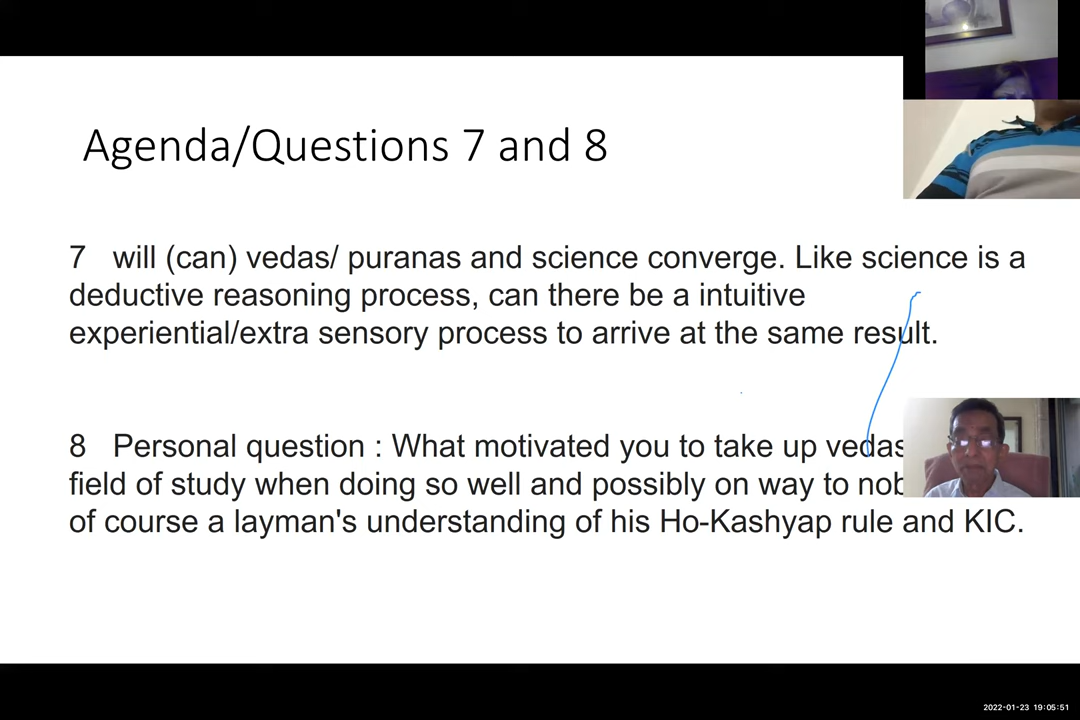 Agenda/Questions 7 and 8
7 will (can) vedas/ puranas and science converge. Like science is a
deductive reasoning process, can there be a intuitive
experiential/extra sensory process to arrive at the same result.
8 Personal question : What motivated you to take up vedas
field of study when doing so well and possibly on way to nob
of course a layman's understanding of his Ho-Kashyap rule and KIC.
2022-01-23 19:05:51